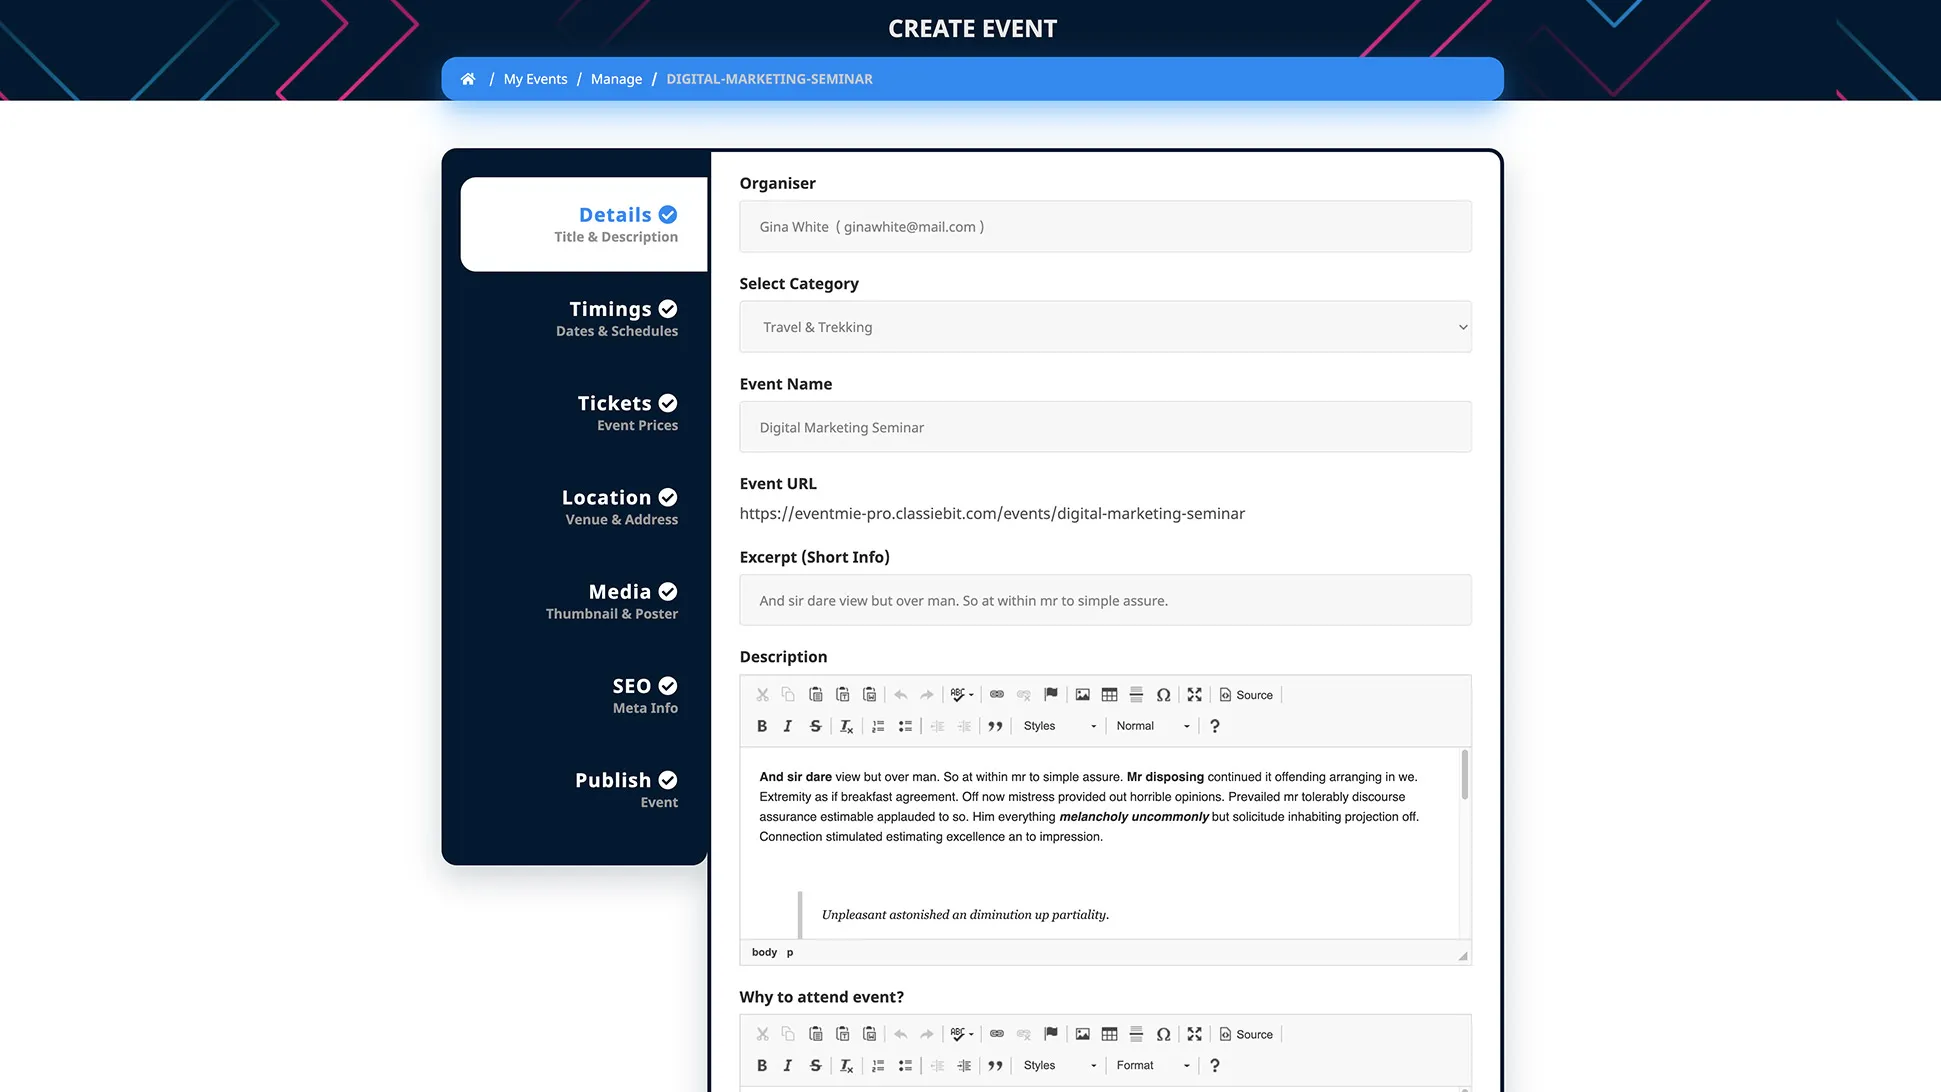 CREATE EVENT
/ My Events / Manage / DIGITAL-MARKETING-SEMINAR
Details
Title & Description
Timings
Dates & Schedules
Tickets
Event Prices
Location
Venue & Address
Media
Thumbnail & Poster
SEO
Meta Info
Publish
Event
Organiser
Gina White ( ginawhite@mail.com )
Select Category
Travel & Trekking
Event Name
Digital Marketing Seminar
Event URL
https://eventmie-pro.classiebit.com/events/digital-marketing-seminar
Excerpt (Short Info)
And sir dare view but over man. So at within mr to simple assure.
Description
ABC Ω Source
B I S Tx Styles Normal ?
And sir dare view but over man. So at within mr to simple assure. Mr disposing continued it offending arranging in we.
Extremity as if breakfast agreement. Off now mistress provided out horrible opinions. Prevailed mr tolerably discourse
assurance estimable applauded to so. Him everything melancholy uncommonly but solicitude inhabiting projection off.
Connection stimulated estimating excellence an to impression.
Unpleasant astonished an diminution up partiality.
body p
Why to attend event?
ABC Ω Source
B I S Tx Styles Format ?